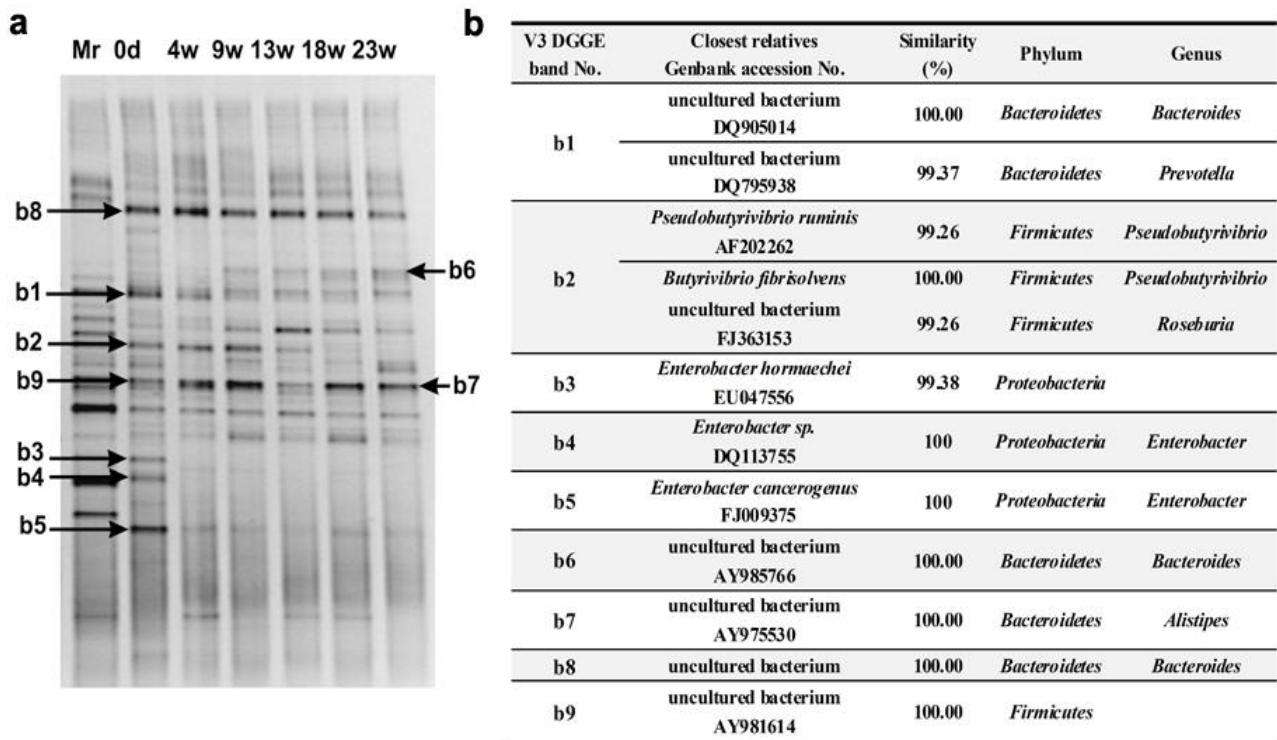 a
Mr 0d 4w 9w 13w 18w 23w
b8
b6
b1
b2
b9
b7
b3
b4
b5
b
V3 DGGE band No. Closest relatives Genbank accession No. Similarity (%) Phylum Genus
b1 uncultured bacterium DQ905014 100.00 Bacteroidetes Bacteroides
uncultured bacterium DQ795938 99.37 Bacteroidetes Prevotella
b2 Pseudobutyrivibrio ruminis AF202262 99.26 Firmicutes Pseudobutyrivibrio
Butyrivibrio fibrisolvens 100.00 Firmicutes Pseudobutyrivibrio
uncultured bacterium FJ363153 99.26 Firmicutes Roseburia
b3 Enterobacter hormaechei EU047556 99.38 Proteobacteria
b4 Enterobacter sp. DQ113755 100 Proteobacteria Enterobacter
b5 Enterobacter cancerogenus FJ009375 100 Proteobacteria Enterobacter
b6 uncultured bacterium AY985766 100.00 Bacteroidetes Bacteroides
b7 uncultured bacterium AY975530 100.00 Bacteroidetes Alistipes
b8 uncultured bacterium 100.00 Bacteroidetes Bacteroides
b9 uncultured bacterium AY981614 100.00 Firmicutes